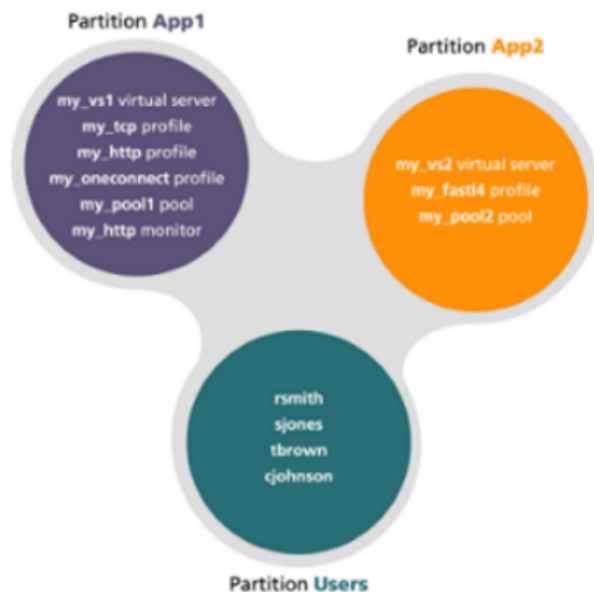 Partition App1
my_vs1 virtual server
my_tcp profile
my_http profile
my_oneconnect profile
my_pool1 pool
my_http monitor
Partition App2
my_vs2 virtual server
my_fastl4 profile
my_pool2 pool
rsmith
sjones
tbrown
cjohnson
Partition Users